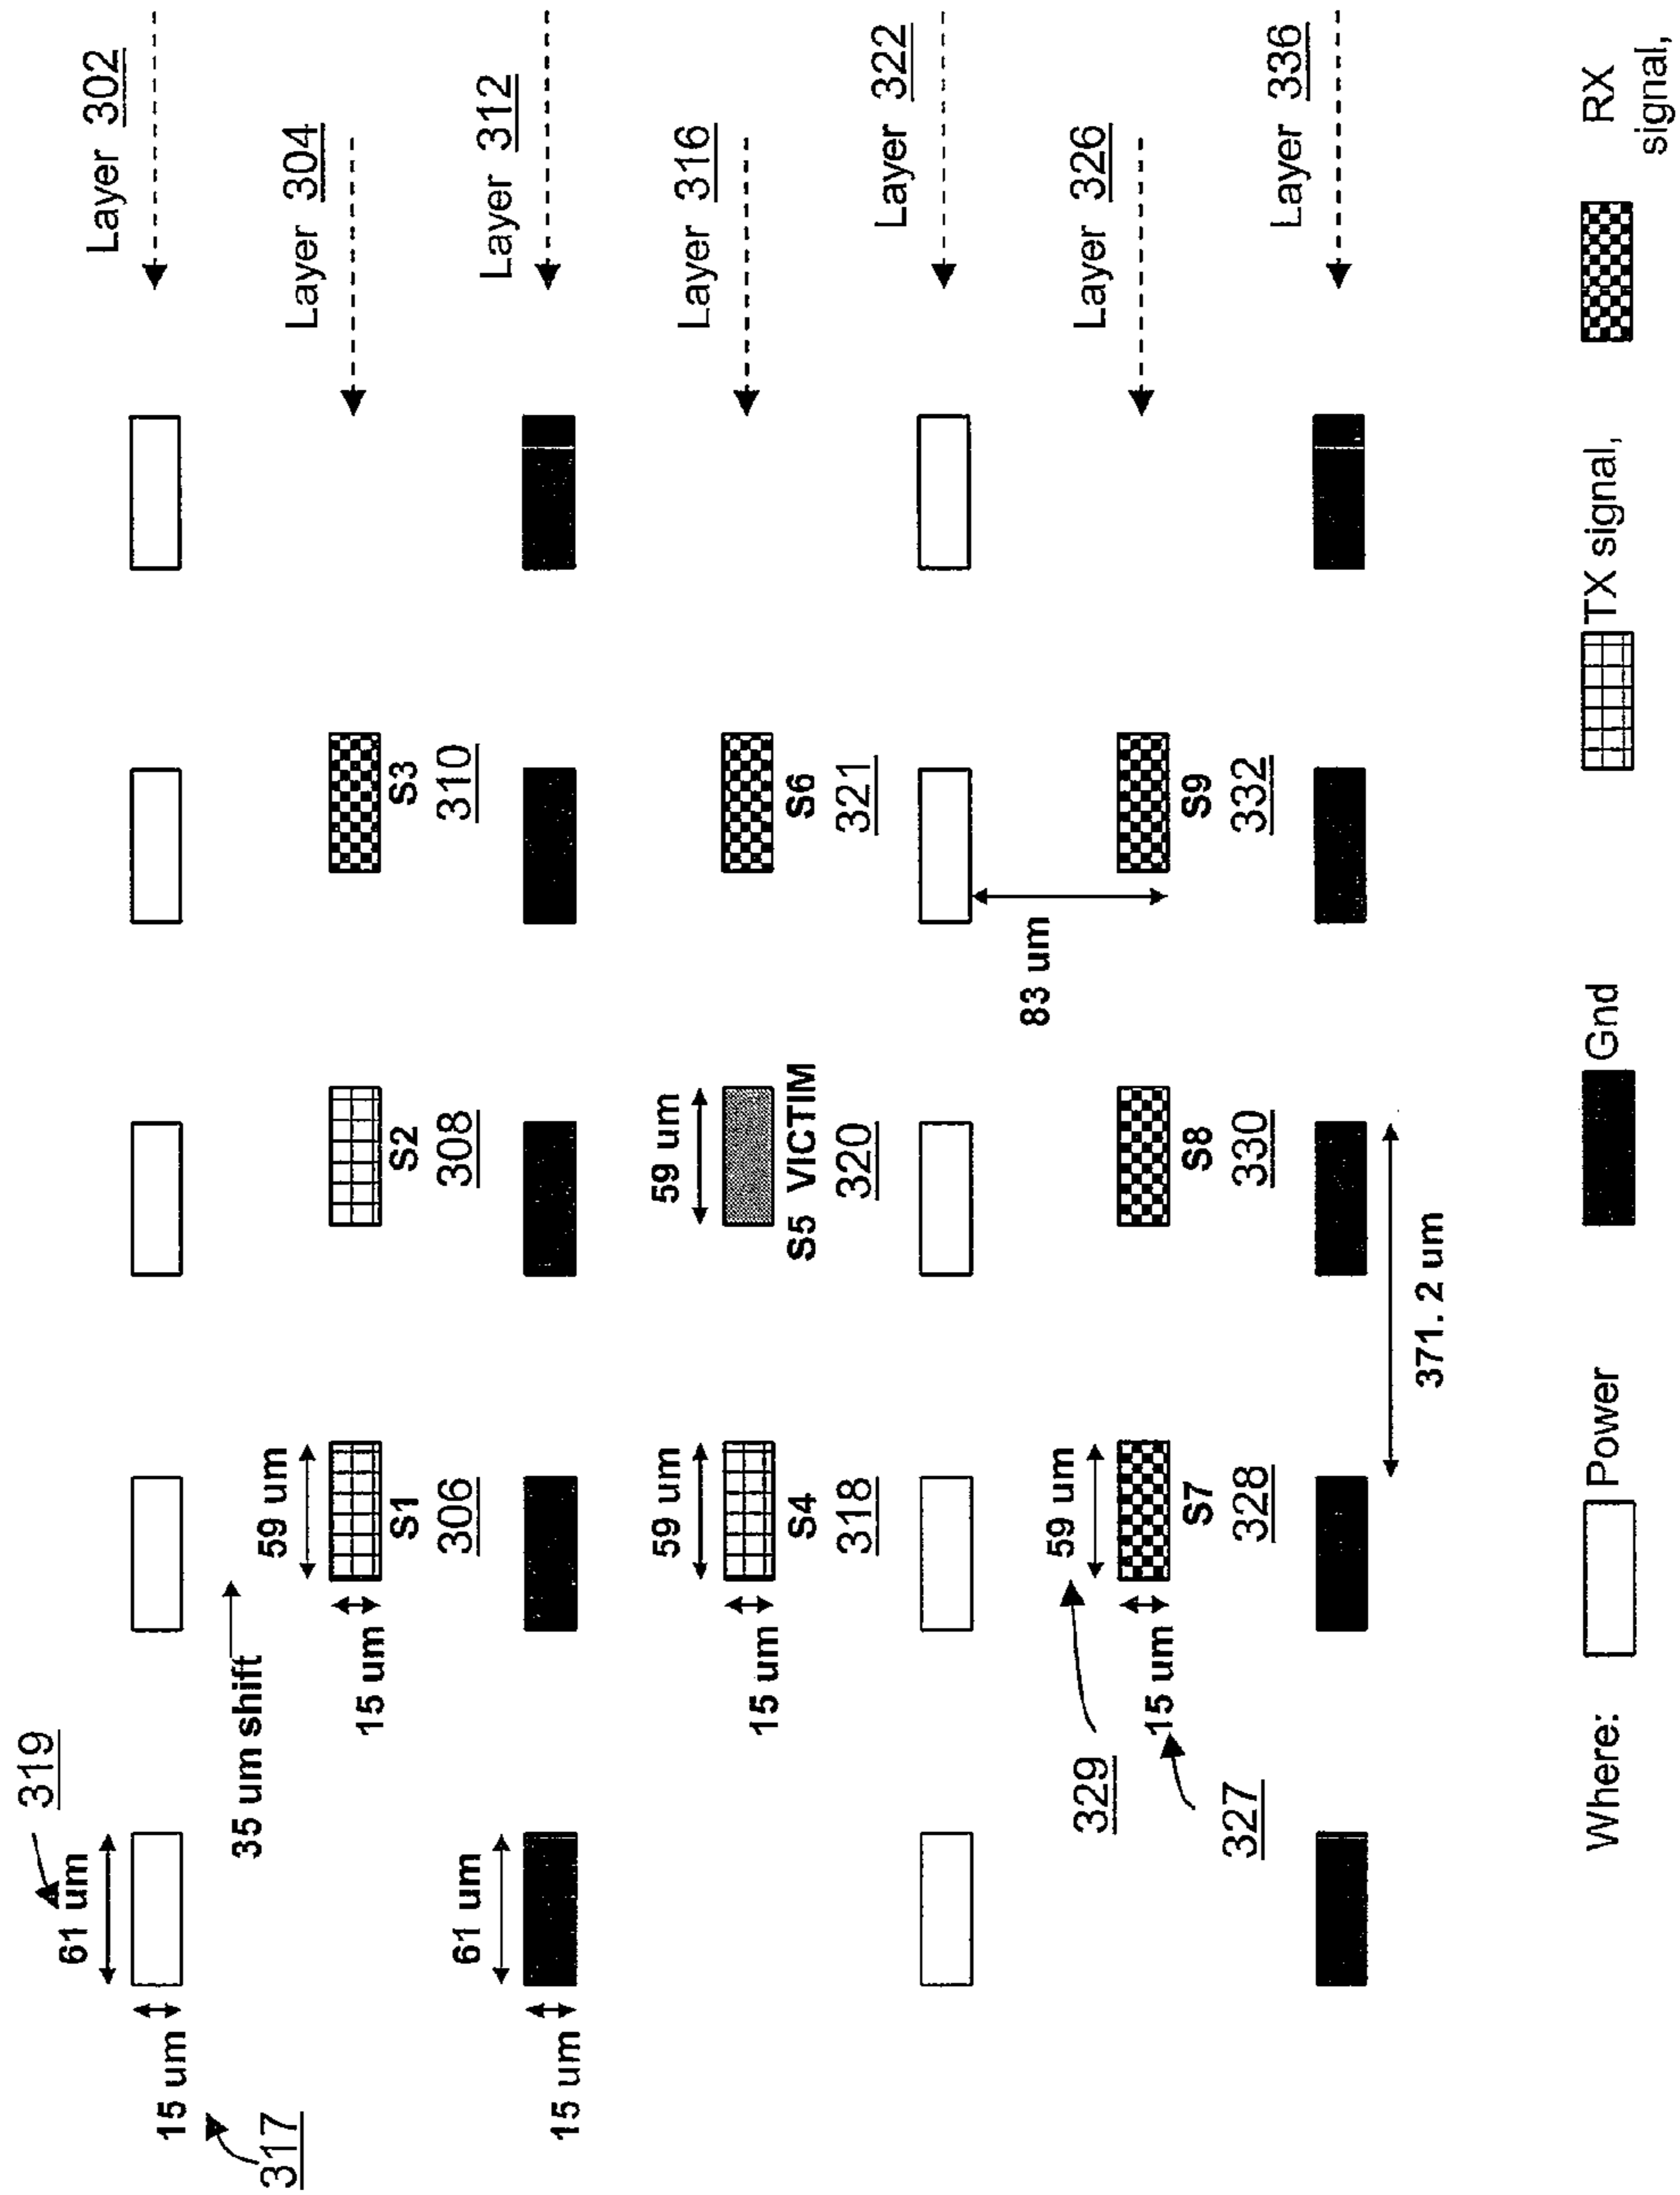 319
61 um
15 um
317
Layer 302
35 um shift
59 um
15 um
S1
306
S2
308
S3
310
Layer 304
61 um
15 um
Layer 312
59 um
15 um
S4
318
59 um
S5 VICTIM
320
S6
321
Layer 316
Layer 322
83 um
59 um
329
15 um
327
S7
328
S8
330
S9
332
Layer 326
Layer 336
371. 2 um
Where:
Power
Gnd
TX signal,
RX
signal,